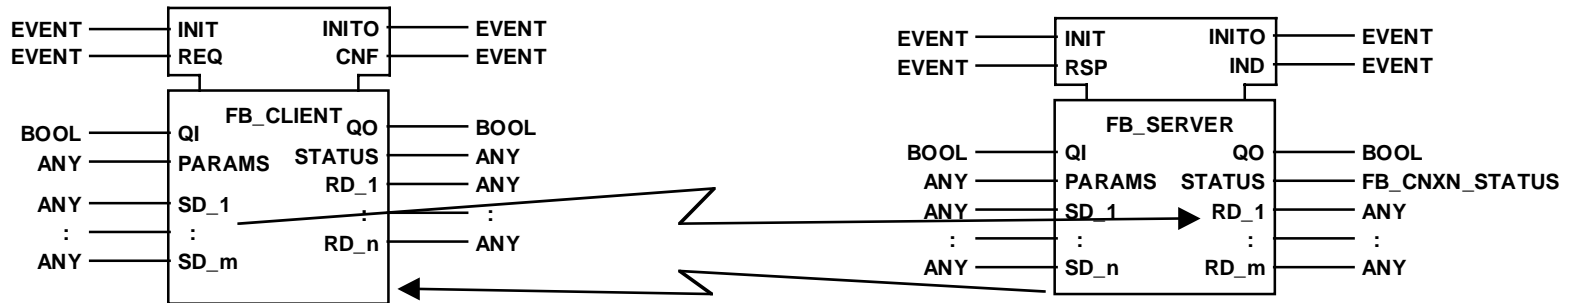 EVENT INIT INITO EVENT
EVENT REQ CNF EVENT
FB_CLIENT
BOOL QI QO BOOL
ANY PARAMS STATUS ANY
RD_1 ANY
ANY SD_1 : :
: : RD_n ANY
ANY SD_m
EVENT INIT INITO EVENT
EVENT RSP IND EVENT
FB_SERVER
BOOL QI QO BOOL
ANY PARAMS STATUS FB_CNXN_STATUS
ANY SD_1 RD_1 ANY
: : : :
ANY SD_n RD_m ANY